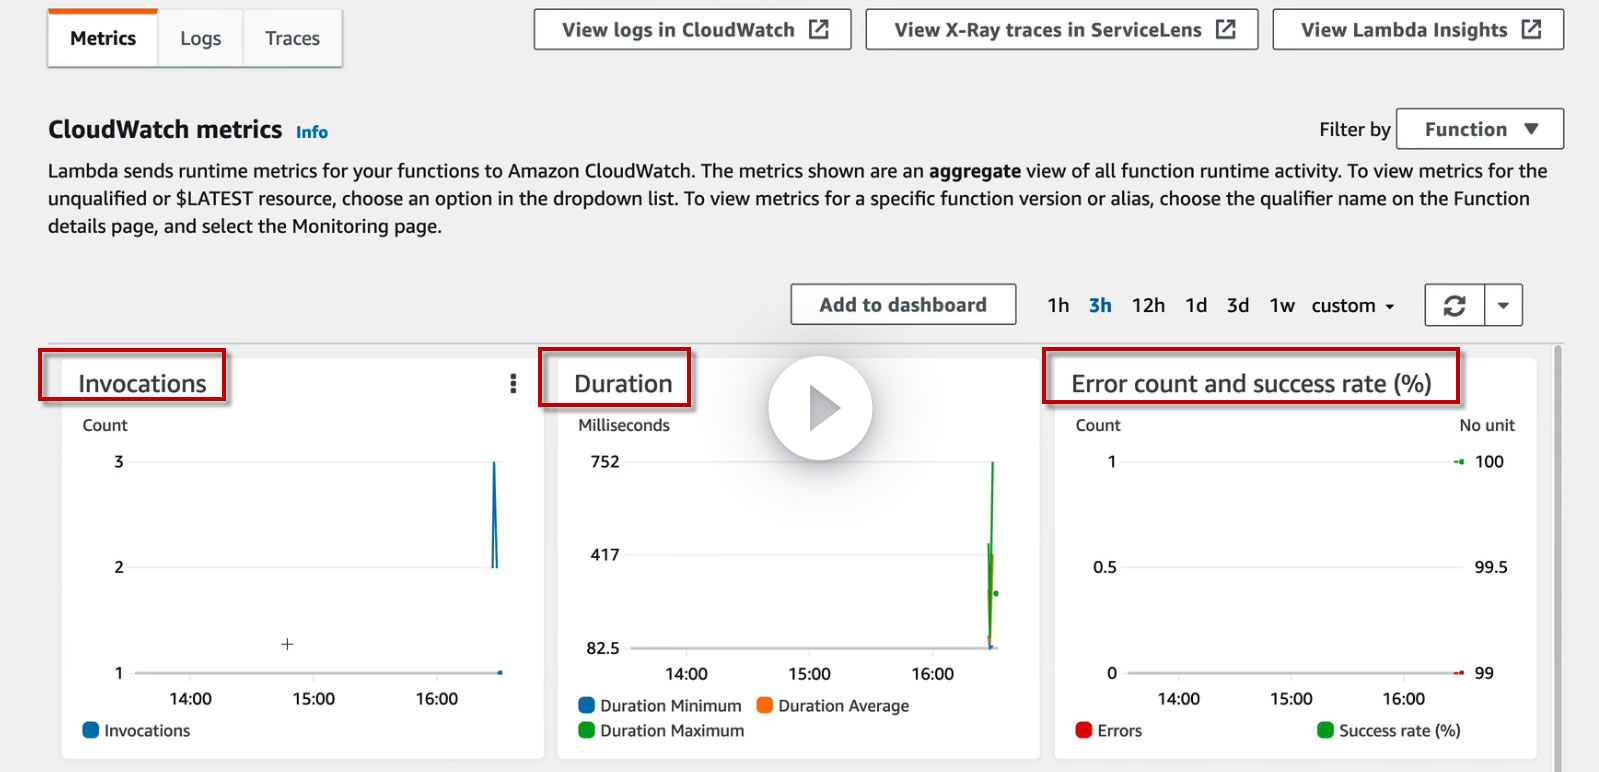 Metrics
Logs
Traces
View logs in CloudWatch
View X-Ray traces in ServiceLens
View Lambda Insights
CloudWatch metrics Info
Filter by
Function
Lambda sends runtime metrics for your functions to Amazon CloudWatch. The metrics shown are an aggregate view of all function runtime activity. To view metrics for the
unqualified or $LATEST resource, choose an option in the dropdown list. To view metrics for a specific function version or alias, choose the qualifier name on the Function
details page, and select the Monitoring page.
Add to dashboard
1h 3h 12h 1d 3d 1w custom
Invocations
Count
3
2
1
14:00 15:00 16:00
Invocations
Duration
Milliseconds
752
417
82.5
14:00 15:00 16:00
Duration Minimum Duration Average
Duration Maximum
Error count and success rate (%)
Count No unit
1 100
0.5 99.5
0 99
14:00 15:00 16:00
Errors Success rate (%)